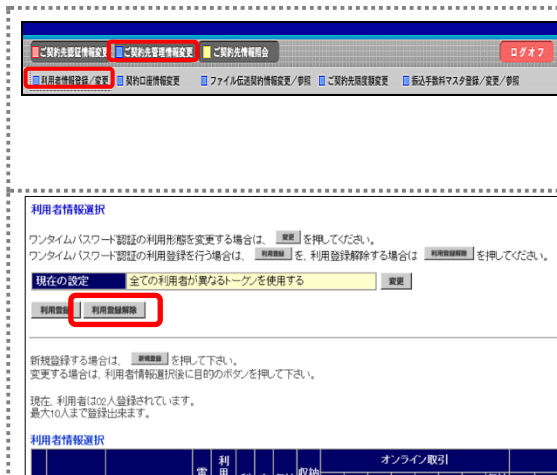 ご契約先認証情報変更 ご契約先管理情報変更 ご契約先情報照会 ログオフ
利用者情報登録/変更 契約口座情報変更 ファイル伝送契約情報変更/参照 ご契約先限度額変更 振込手数料マスタ登録/変更/参照
利用者情報選択
ワンタイムパスワード認証の利用形態を変更する場合は、 変更 を押してください。
ワンタイムパスワード認証の利用登録を行う場合は、 利用登録 を、利用登録解除する場合は 利用登録解除 を押してください。
現在の設定 全ての利用者が異なるトークンを使用する 変更
利用登録 利用登録解除
新規登録する場合は、 新規登録 を押して下さい。
変更する場合は、利用者情報選択後に目的のボタンを押して下さい。
現在、利用者は02人登録されています。
最大10人まで登録出来ます。
利用者情報選択
オンライン取引